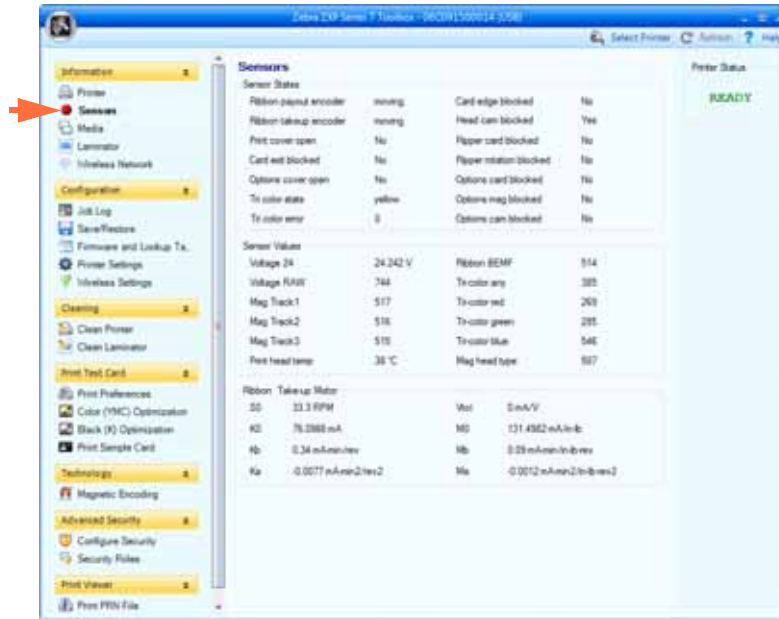 Zebra ZXP Series 7 Toolbox - 06C091500014 (USB)
Select Printer Refresh ? Help
Information
Printer
Sensors
Media
Laminator
Wireless Network
Configuration
Job Log
Save/Restore
Firmware and Lookup Ta..
Printer Settings
Wireless Settings
Cleaning
Clean Printer
Clean Laminator
Print Test Card
Print Preferences
Color (YMC) Optimization
Black (K) Optimization
Print Sample Card
Technology
Magnetic Encoding
Advanced Security
Configure Security
Security Roles
Print Viewer
Print PRN File
Sensors
Sensor States
Ribbon payout encoder moving Card edge blocked No
Ribbon takeup encoder moving Head cam blocked Yes
Print cover open No Flipper card blocked No
Card exit blocked No Flipper rotation blocked No
Options cover open No Options card blocked No
Tri color state yellow Options mag blocked No
Tri color error 0 Options cam blocked No
Sensor Values
Voltage 24 24.242 V Ribbon BEMF 514
Voltage RAW 744 Tri-color any 385
Mag Track1 517 Tri-color red 269
Mag Track2 516 Tri-color green 285
Mag Track3 515 Tri-color blue 546
Print head temp 38 °C Mag head type 507
Ribbon Take-up Motor
S0 33.3 RPM 0 mA/V
K0 76.0988 mA M0 131.4982 mA/in-lb
Kb 0.34 mA-min/rev Mb 0.09 mA-min/in-lb-rev
Ka -0.0077 mA-min2/rev2 Ma -0.0012 mA-min2/in-lb-rev2
Printer Status
READY